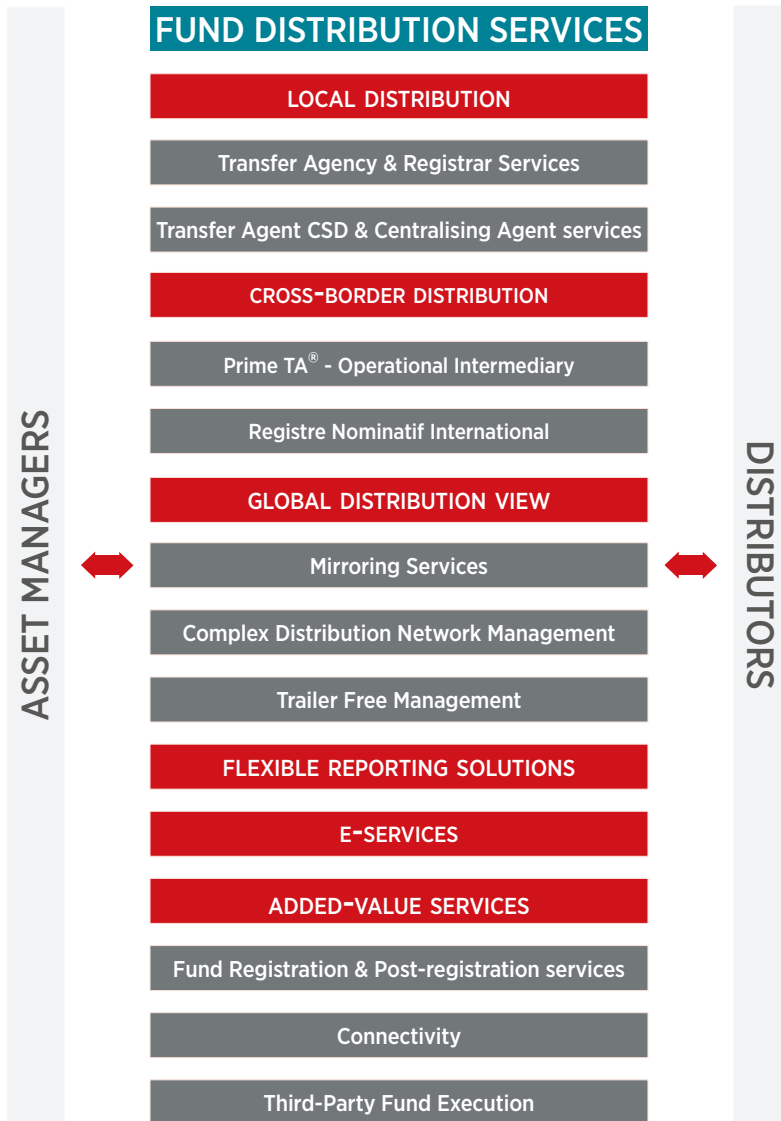 FUND DISTRIBUTION SERVICES
LOCAL DISTRIBUTION
Transfer Agency & Registrar Services
Transfer Agent CSD & Centralising Agent services
CROSS-BORDER DISTRIBUTION
Prime TA® - Operational Intermediary
Registre Nominatif International
GLOBAL DISTRIBUTION VIEW
Mirroring Services
Complex Distribution Network Management
Trailer Free Management
FLEXIBLE REPORTING SOLUTIONS
E-SERVICES
ADDED-VALUE SERVICES
Fund Registration & Post-registration services
Connectivity
Third-Party Fund Execution
ASSET MANAGERS
DISTRIBUTORS